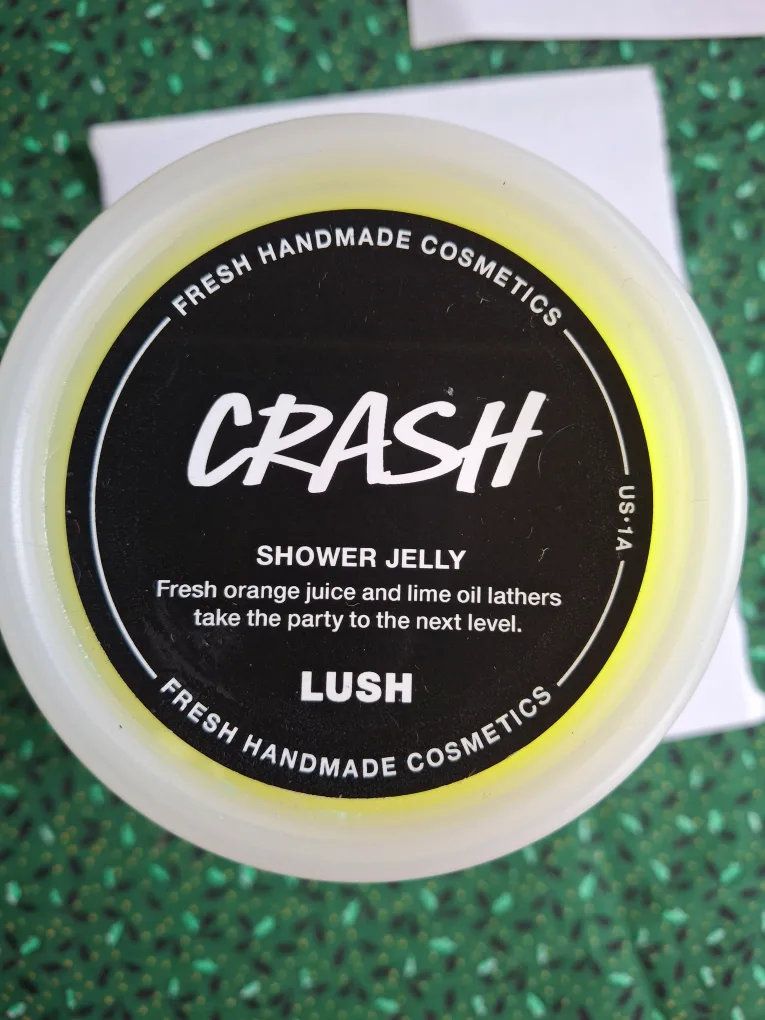 FRESH HANDMADE COSMETICS
CRASH
US•1A
SHOWER JELLY
Fresh orange juice and lime oil lathers
take the party to the next level.
LUSH
FRESH HANDMADE COSMETICS